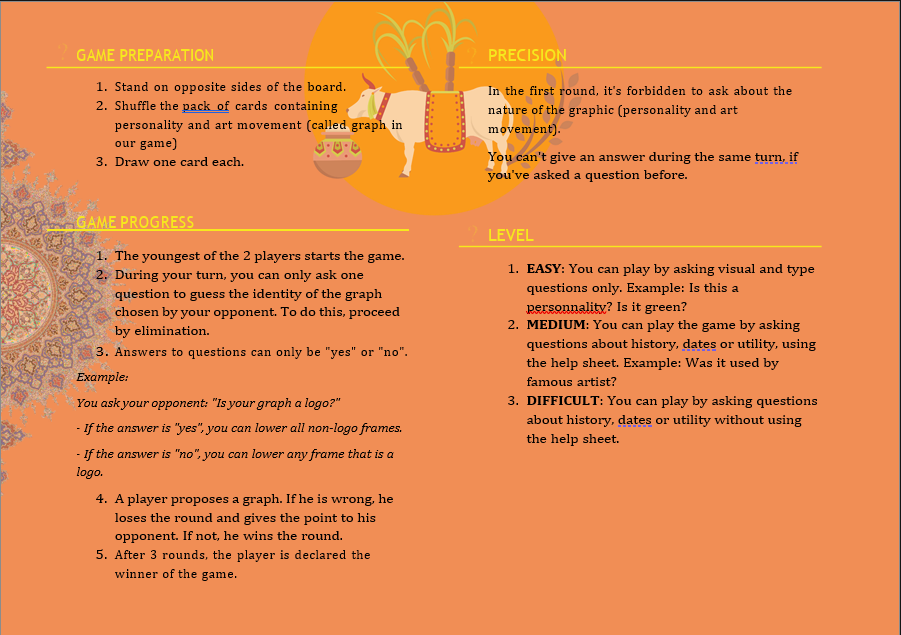 GAME PREPARATION
1. Stand on opposite sides of the board.
2. Shuffle the pack of cards containing
personality and art movement (called graph in
our game)
3. Draw one card each.
GAME PROGRESS
1. The youngest of the 2 players starts the game.
2. During your turn, you can only ask one
question to guess the identity of the graph
chosen by your opponent. To do this, proceed
by elimination.
3. Answers to questions can only be "yes" or "no".
Example:
You ask your opponent: "Is your graph a logo?"
- If the answer is "yes", you can lower all non-logo frames.
- If the answer is "no", you can lower any frame that is a
logo.
4. A player proposes a graph. If he is wrong, he
loses the round and gives the point to his
opponent. If not, he wins the round.
5. After 3 rounds, the player is declared the
winner of the game.
? PRECISION
In the first round, it's forbidden to ask about the
nature of the graphic (personality and art
movement).
You can't give an answer during the same turn, if
you've asked a question before.
? LEVEL
1. EASY: You can play by asking visual and type
questions only. Example: Is this a
personnality? Is it green?
2. MEDIUM: You can play the game by asking
questions about history, dates or utility, using
the help sheet. Example: Was it used by
famous artist?
3. DIFFICULT: You can play by asking questions
about history, dates or utility without using
the help sheet.